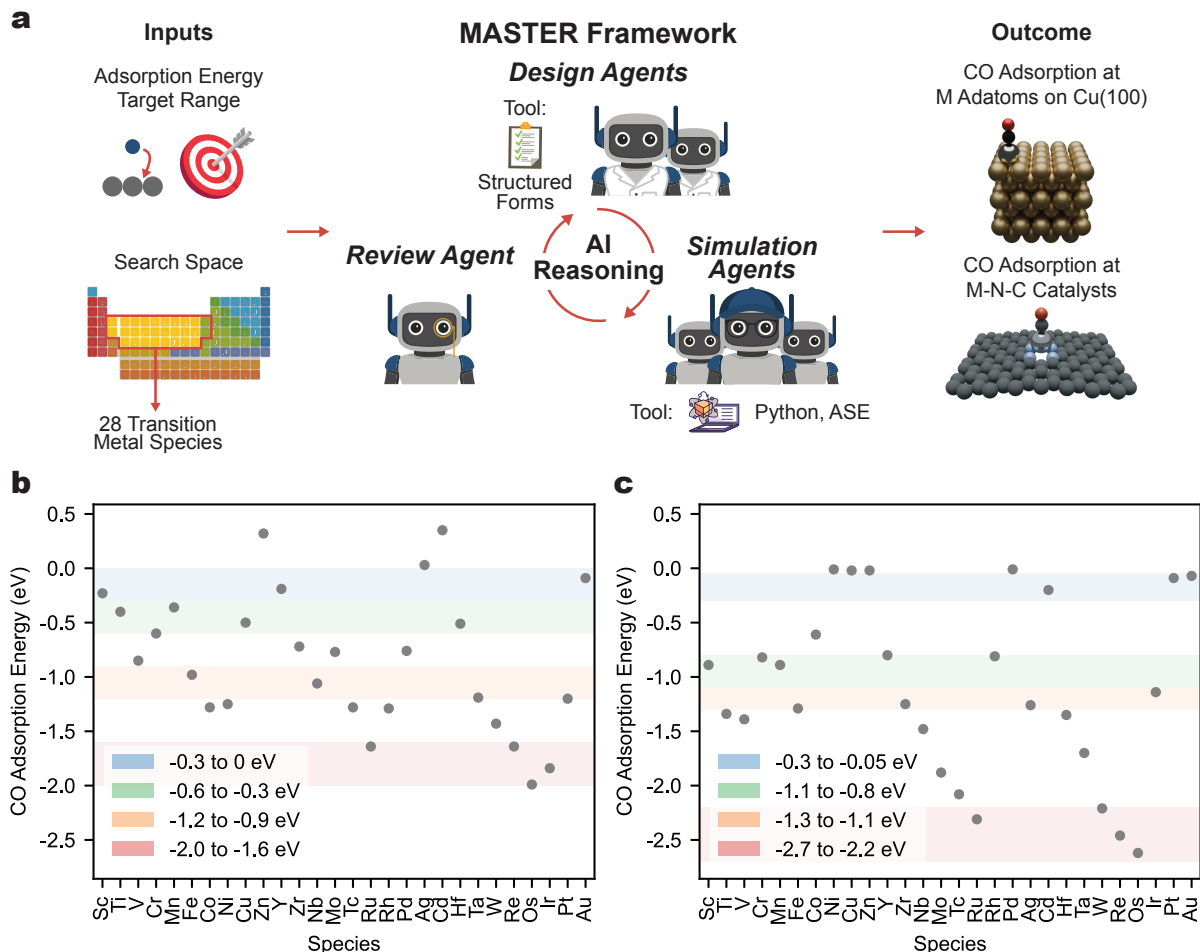 a
Inputs
MASTER Framework
Outcome
Adsorption Energy
Target Range
Design Agents
Tool:
Structured
Forms
CO Adsorption at
M Adatoms on Cu(100)
Review Agent
AI
Reasoning
Simulation
Agents
Search Space
CO Adsorption at
M-N-C Catalysts
28 Transition
Metal Species
Tool:
Python, ASE
b
CO Adsorption Energy (eV)
0.5
0.0
-0.5
-1.0
-1.5
-2.0
-2.5
-0.3 to 0 eV
-0.6 to -0.3 eV
-1.2 to -0.9 eV
-2.0 to -1.6 eV
Sc Ti V Cr Mn Fe Co Ni Cu Zn Y Zr Nb Mo Tc Ru Rh Pd Ag Cd Hf Ta W Re Os Ir Pt Au
Species
c
CO Adsorption Energy (eV)
0.5
0.0
-0.5
-1.0
-1.5
-2.0
-2.5
-0.3 to -0.05 eV
-1.1 to -0.8 eV
-1.3 to -1.1 eV
-2.7 to -2.2 eV
Sc Ti V Cr Mn Fe Co Ni Cu Zn Y Zr Nb Mo Tc Ru Rh Pd Ag Cd Hf Ta W Re Os Ir Pt Au
Species